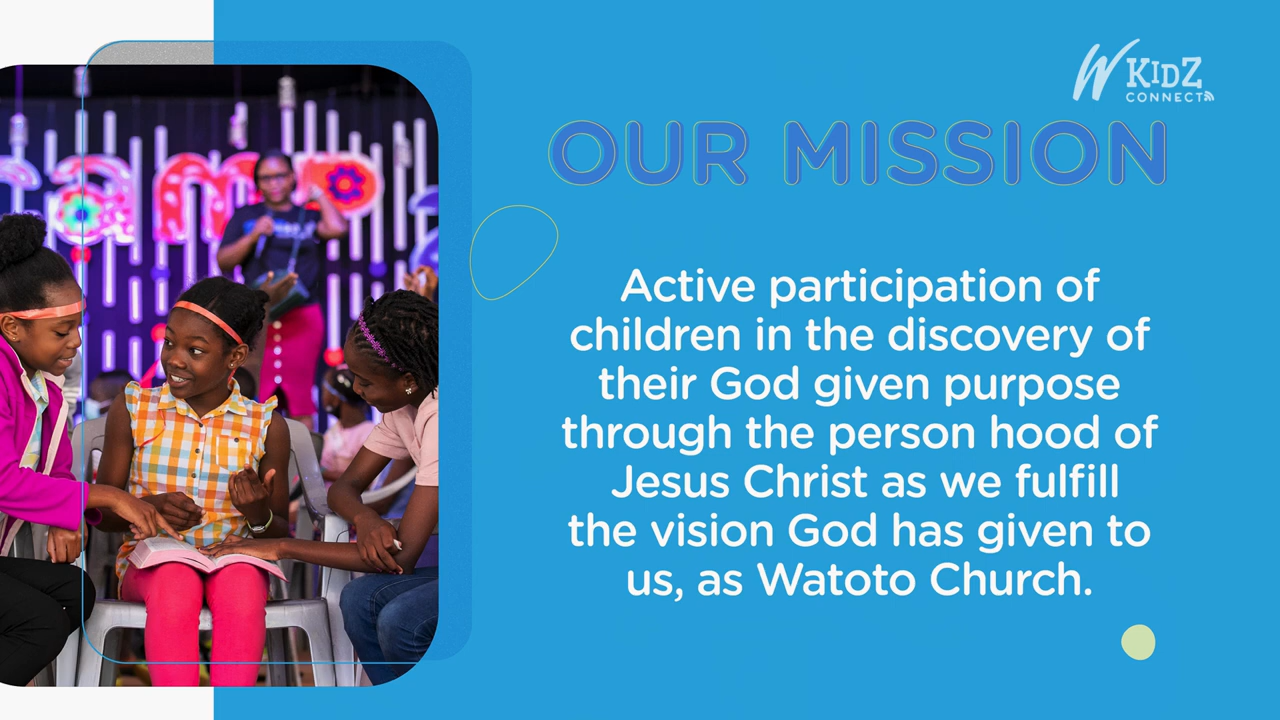 W KIDZ
CONNECT
OUR MISSION
Active participation of
children in the discovery of
their God given purpose
through the person hood of
Jesus Christ as we fulfill
the vision God has given to
us, as Watoto Church.